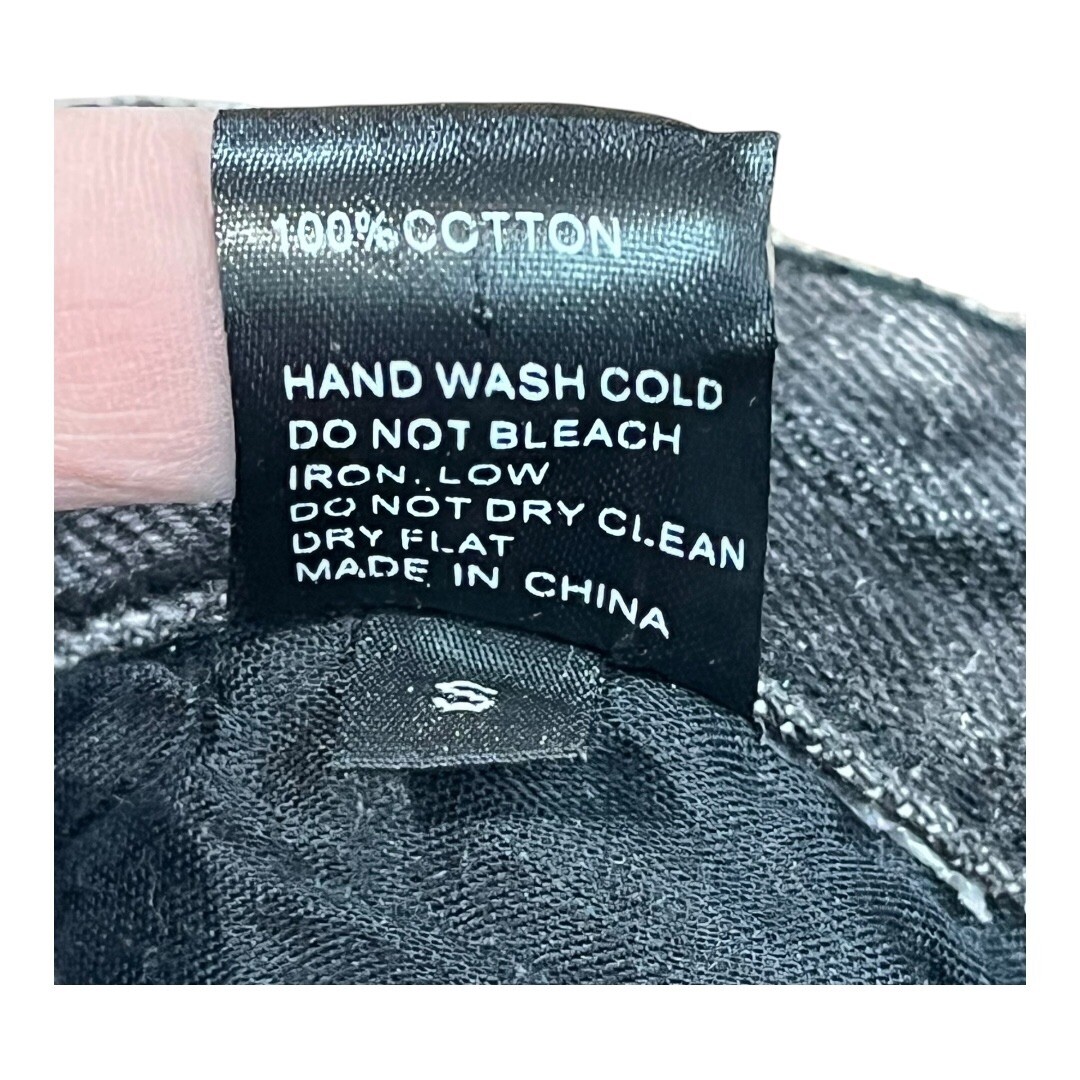 100% COTTON
HAND WASH COLD
DO NOT BLEACH
IRON. LOW
DO NOT DRY CLEAN
DRY FLAT
MADE IN CHINA